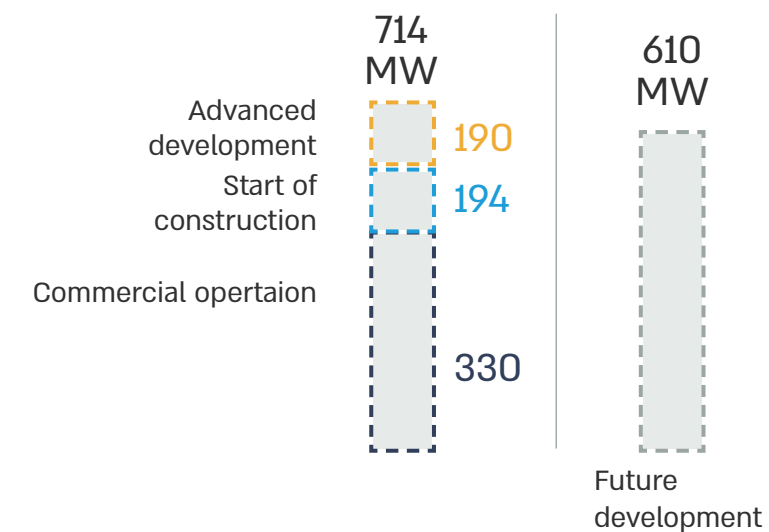 714
MW
610
MW
Advanced
development
190
Start of
construction
194
Commercial opertaion
330
Future
development